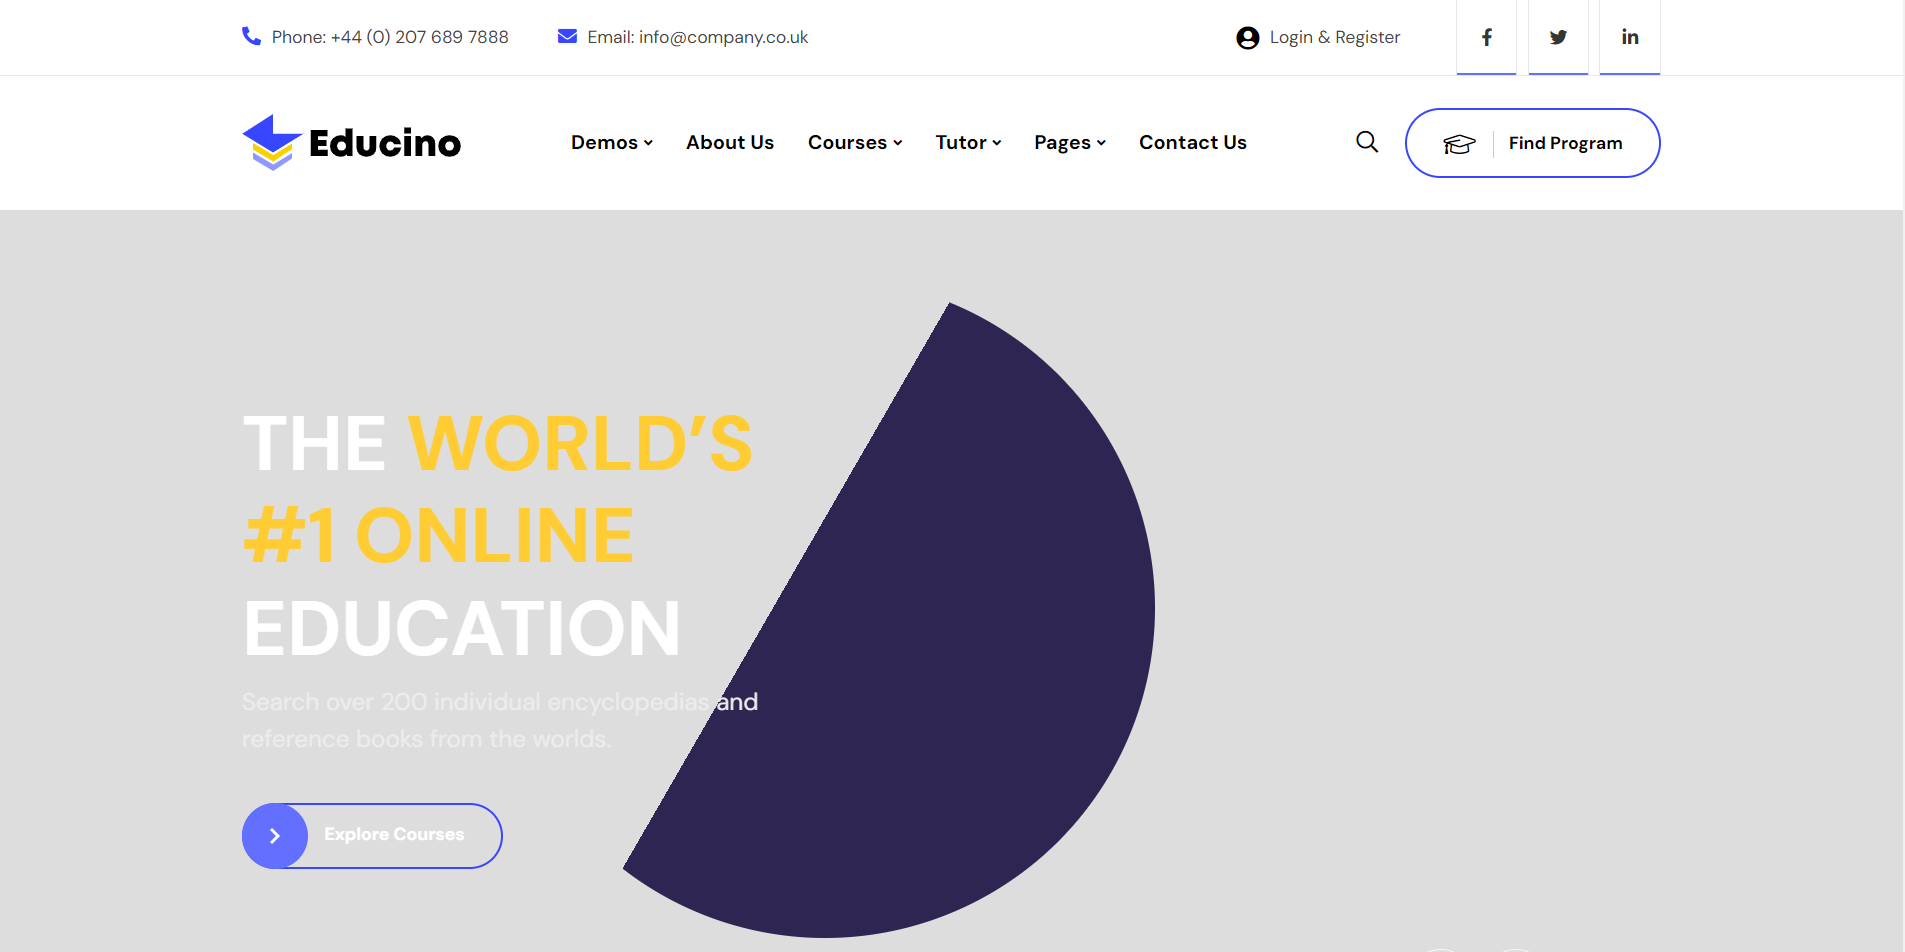 Phone: +44 (0) 207 689 7888
Email: info@company.co.uk
Login & Register
Educino
Demos
About Us
Courses
Tutor
Pages
Contact Us
Find Program
THE WORLD’S
#1 ONLINE
EDUCATION
Search over 200 individual encyclopedias and
reference books from the worlds.
Explore Courses